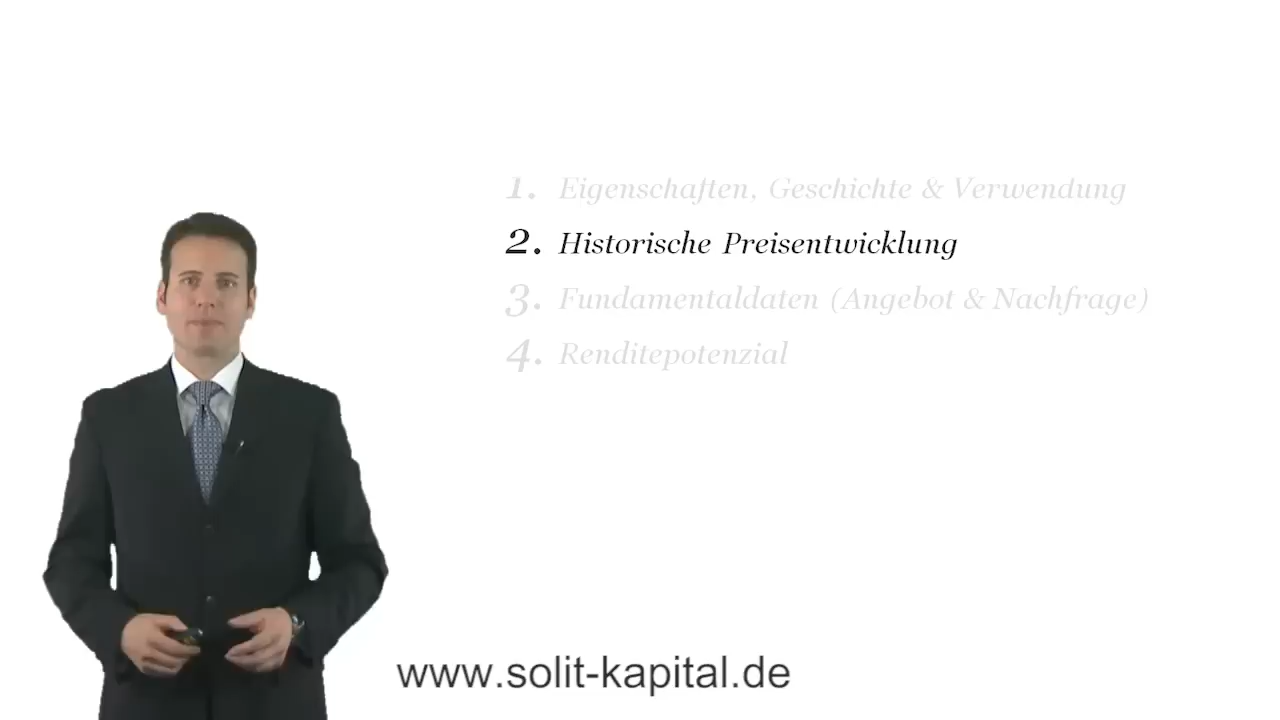 1. Eigenschaften, Geschichte & Verwendung
2. Historische Preisentwicklung
3. Fundamentaldaten (Angebot & Nachfrage)
4. Renditepotenzial
www.solit-kapital.de